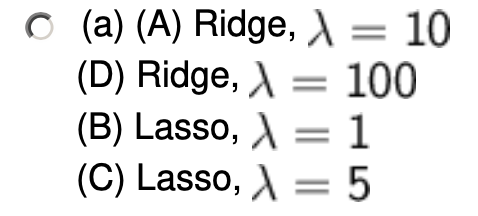 (a) (A) Ridge, λ = 10
(D) Ridge, λ = 100
(B) Lasso, λ = 1
(C) Lasso, λ = 5